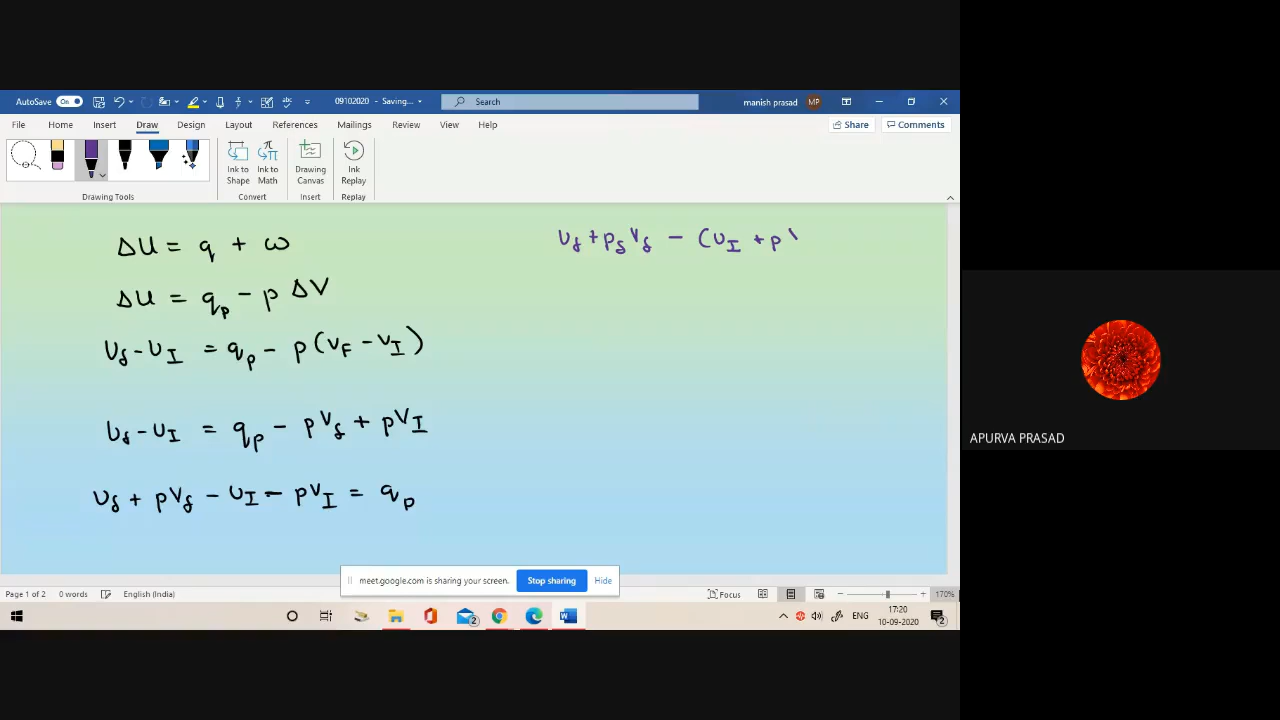 AutoSave On 09102020 - Saving... Search manish prasad MP
File Home Insert Draw Design Layout References Mailings Review View Help Share Comments
Ink to Shape Ink to Math Drawing Canvas Ink Replay
Drawing Tools Convert Insert Replay
ΔU = q + ω
ΔU = q_p - p ΔV
U_f - U_I = q_p - p(V_F - V_I)
U_f - U_I = q_p - pV_f + pV_I
U_f + pV_f - U_I - pV_I = q_p
U_f + p_f V_f - (U_I + p
APURVA PRASAD
meet.google.com is sharing your screen. Stop sharing Hide
Page 1 of 2 0 words English (India) Focus 170%
2 ENG 17:20 10-09-2020 2